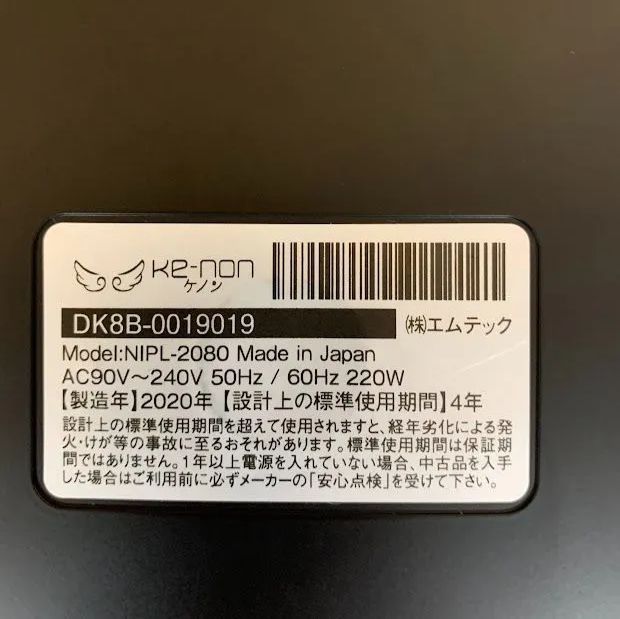 Ke-non
ケノン
DK8B-0019019
㈱エムテック
Model:NIPL-2080 Made in Japan
AC90V〜240V 50Hz / 60Hz 220W
【製造年】2020年【設計上の標準使用期間】4年
設計上の標準使用期間を超えて使用されますと、経年劣化による発
火・けが等の事故に至るおそれがあります。標準使用期間は保証期
間ではありません。1年以上電源を入れていない場合、中古品を入手
した場合はご利用前に必ずメーカーの「安心点検」を受けて下さい。